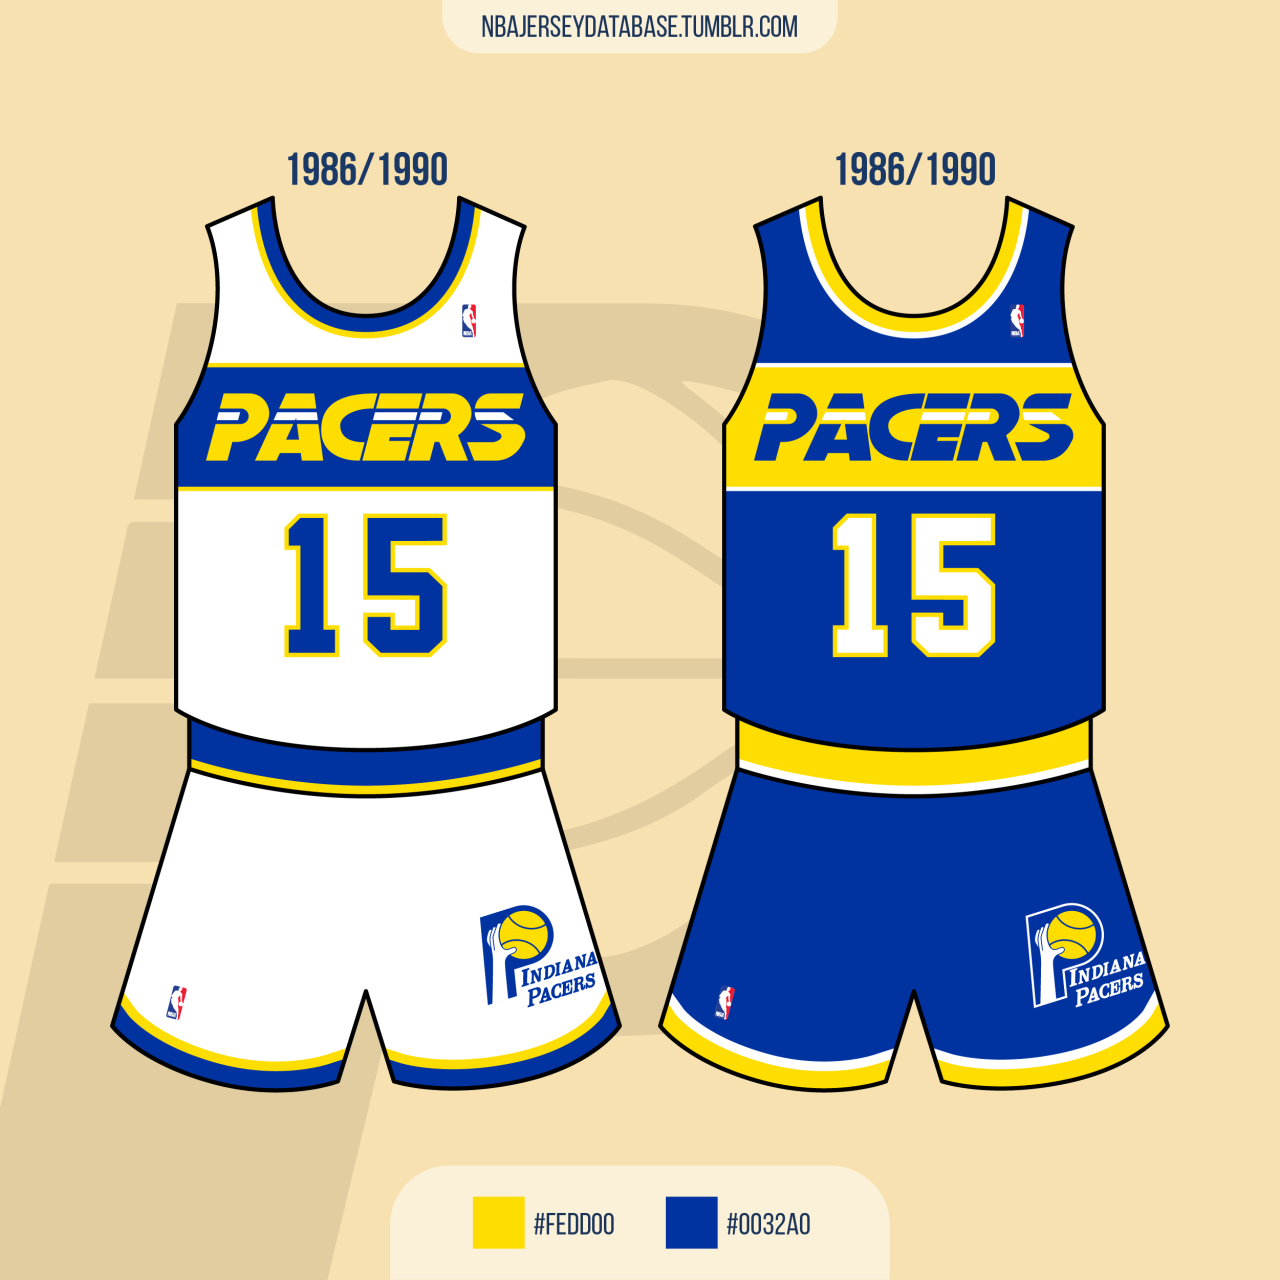 NBAJERSEYDATABASE.TUMBLR.COM
1986/1990
1986/1990
PACERS
PACERS
15
15
INDIANA
PACERS
INDIANA
PACERS
#FEDD00
#0032A0